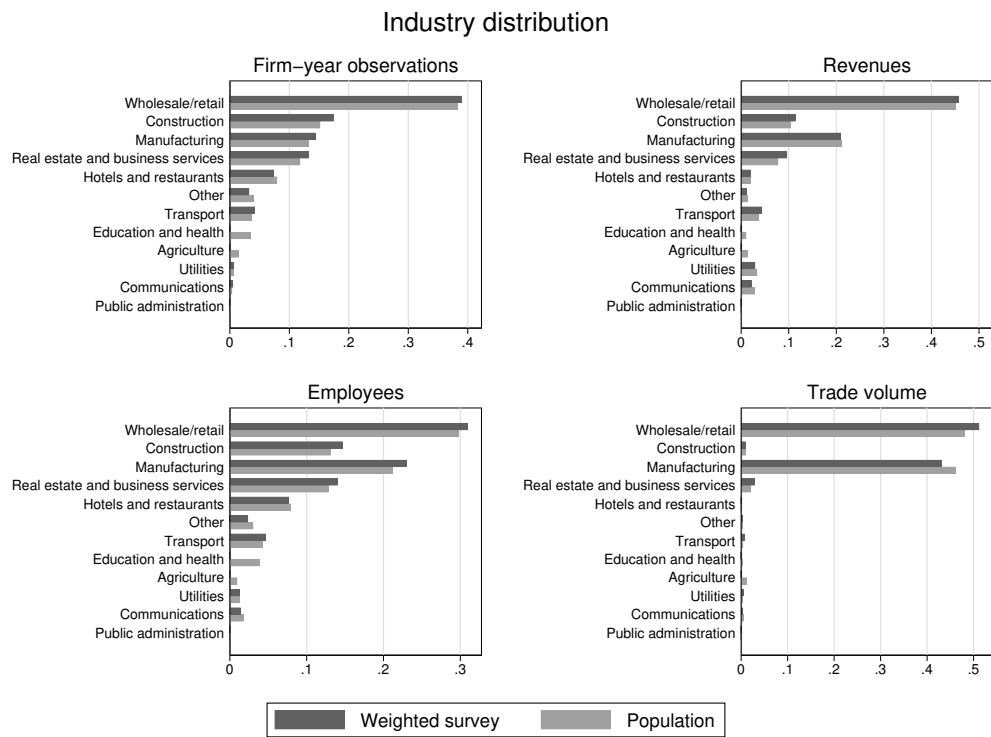 Industry distribution
Firm−year observations
Wholesale/retail
Construction
Manufacturing
Real estate and business services
Hotels and restaurants
Other
Transport
Education and health
Agriculture
Utilities
Communications
Public administration
0 .1 .2 .3 .4
Revenues
Wholesale/retail
Construction
Manufacturing
Real estate and business services
Hotels and restaurants
Other
Transport
Education and health
Agriculture
Utilities
Communications
Public administration
0 .1 .2 .3 .4 .5
Employees
Wholesale/retail
Construction
Manufacturing
Real estate and business services
Hotels and restaurants
Other
Transport
Education and health
Agriculture
Utilities
Communications
Public administration
0 .1 .2 .3
Trade volume
Wholesale/retail
Construction
Manufacturing
Real estate and business services
Hotels and restaurants
Other
Transport
Education and health
Agriculture
Utilities
Communications
Public administration
0 .1 .2 .3 .4 .5
Weighted survey Population